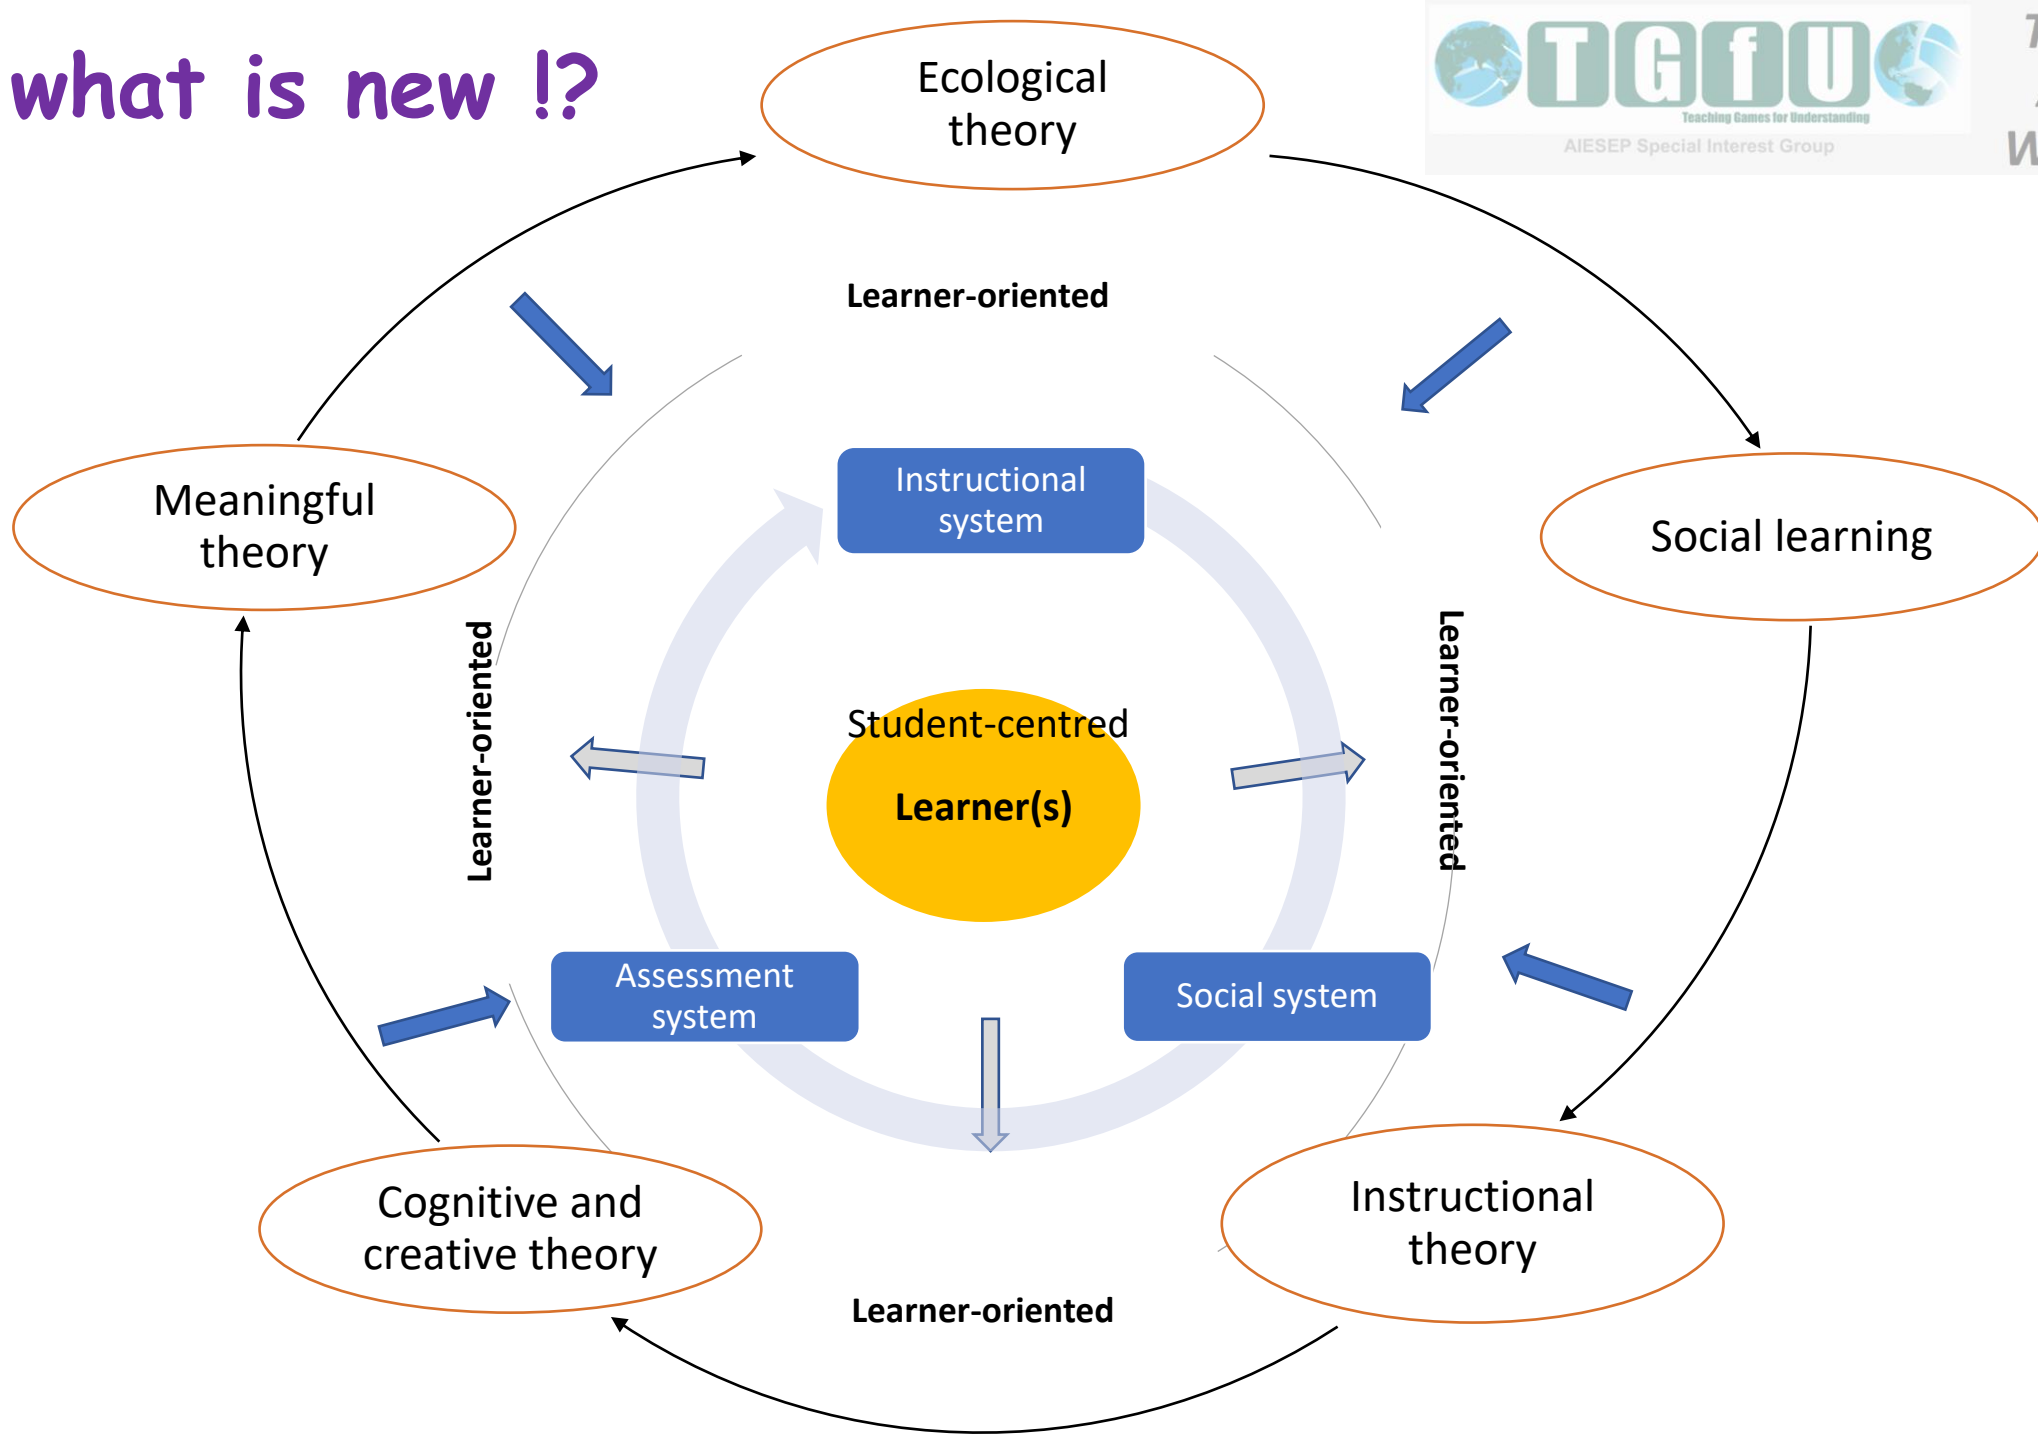 what is new !?
TGfU
Teaching Games for Understanding
AIESEP Special Interest Group
Ecological
theory
Learner-oriented
Meaningful
theory
Instructional
system
Social learning
Learner-oriented
Learner-oriented
Student-centred
Learner(s)
Assessment
system
Social system
Cognitive and
creative theory
Instructional
theory
Learner-oriented